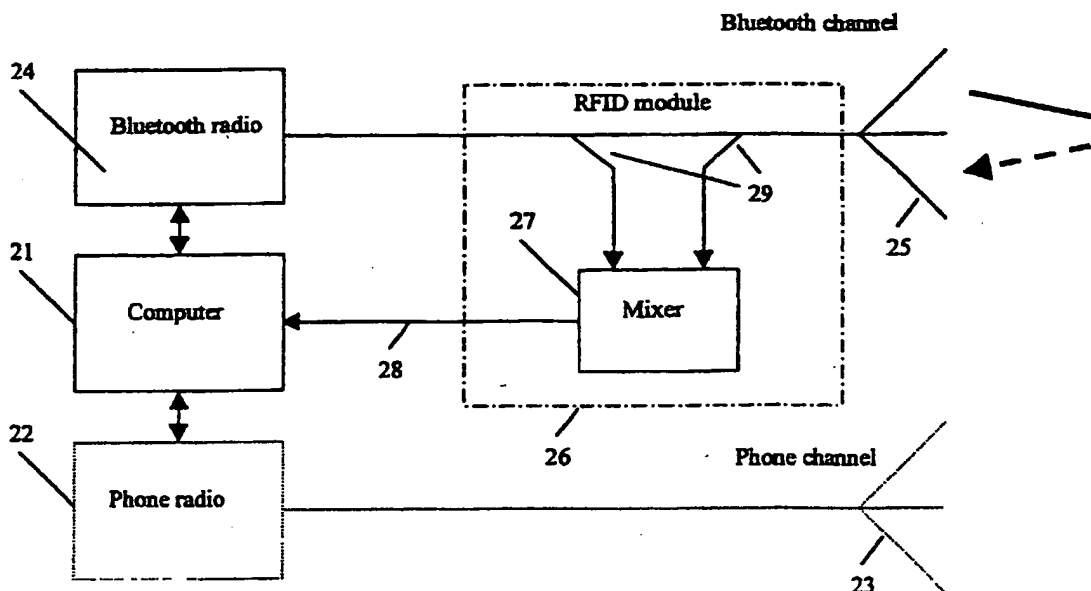 Bluetooth channel
24
RFID module
Bluetooth radio
29
27
25
21
Computer
Mixer
28
22
26
Phone channel
Phone radio
23